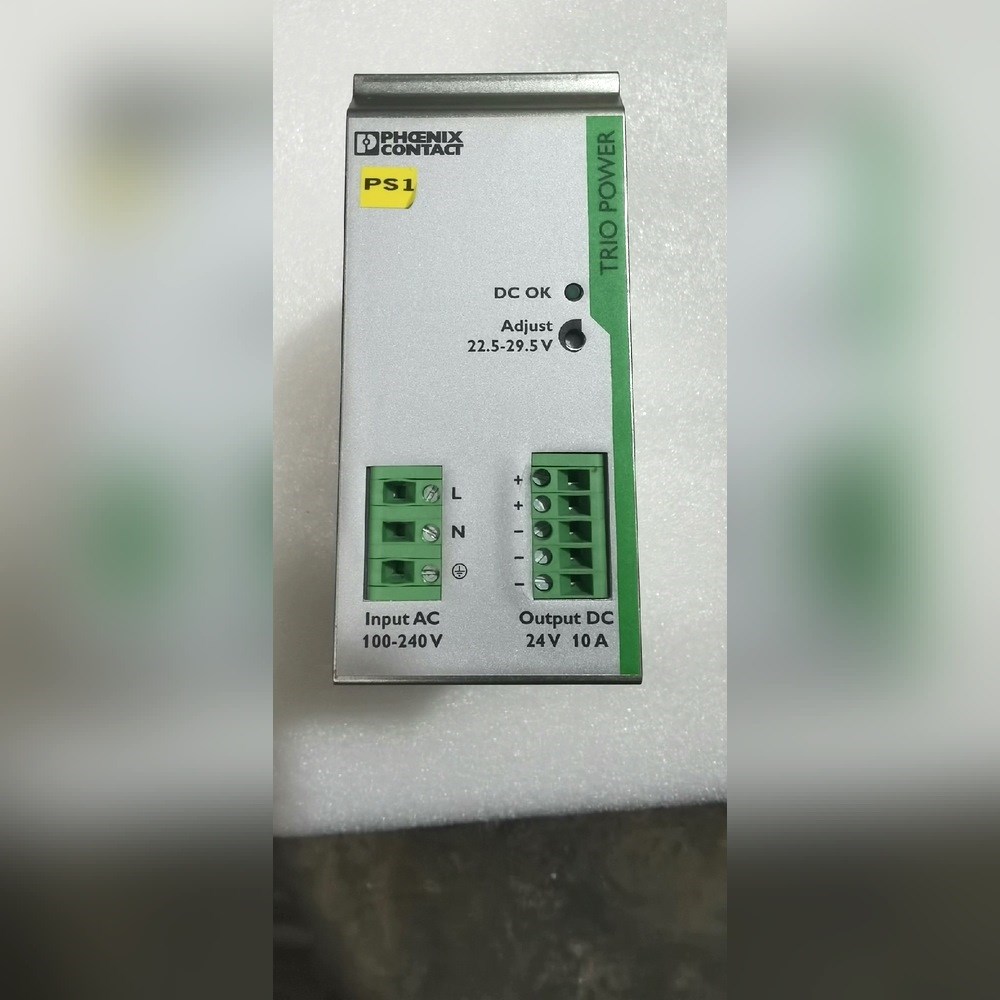 PHŒNIX
CONTACT
PS1
TRIO POWER
DC OK
Adjust
22.5-29.5 V
L
N
+
+
–
–
–
Input AC
100-240 V
Output DC
24 V 10 A